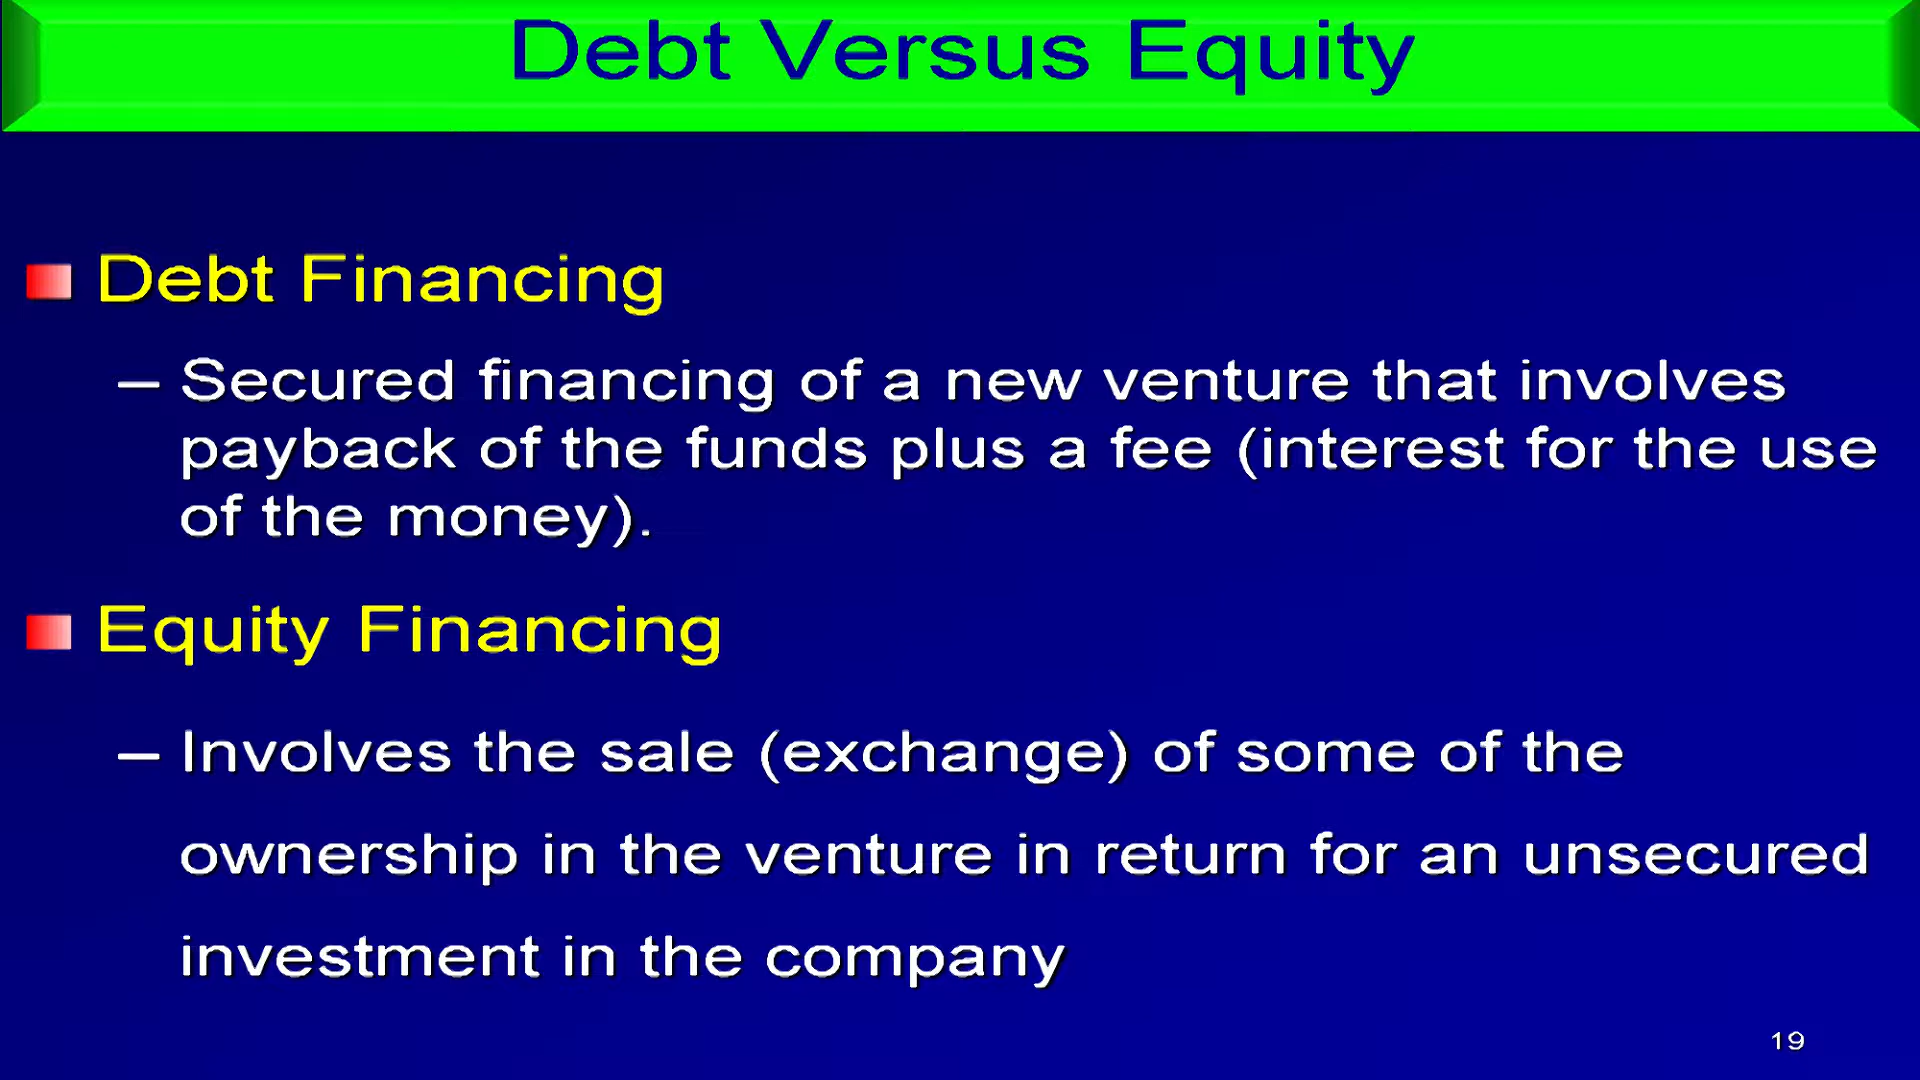 Debt Versus Equity
Debt Financing
– Secured financing of a new venture that involves
payback of the funds plus a fee (interest for the use
of the money).
Equity Financing
– Involves the sale (exchange) of some of the
ownership in the venture in return for an unsecured
investment in the company
19